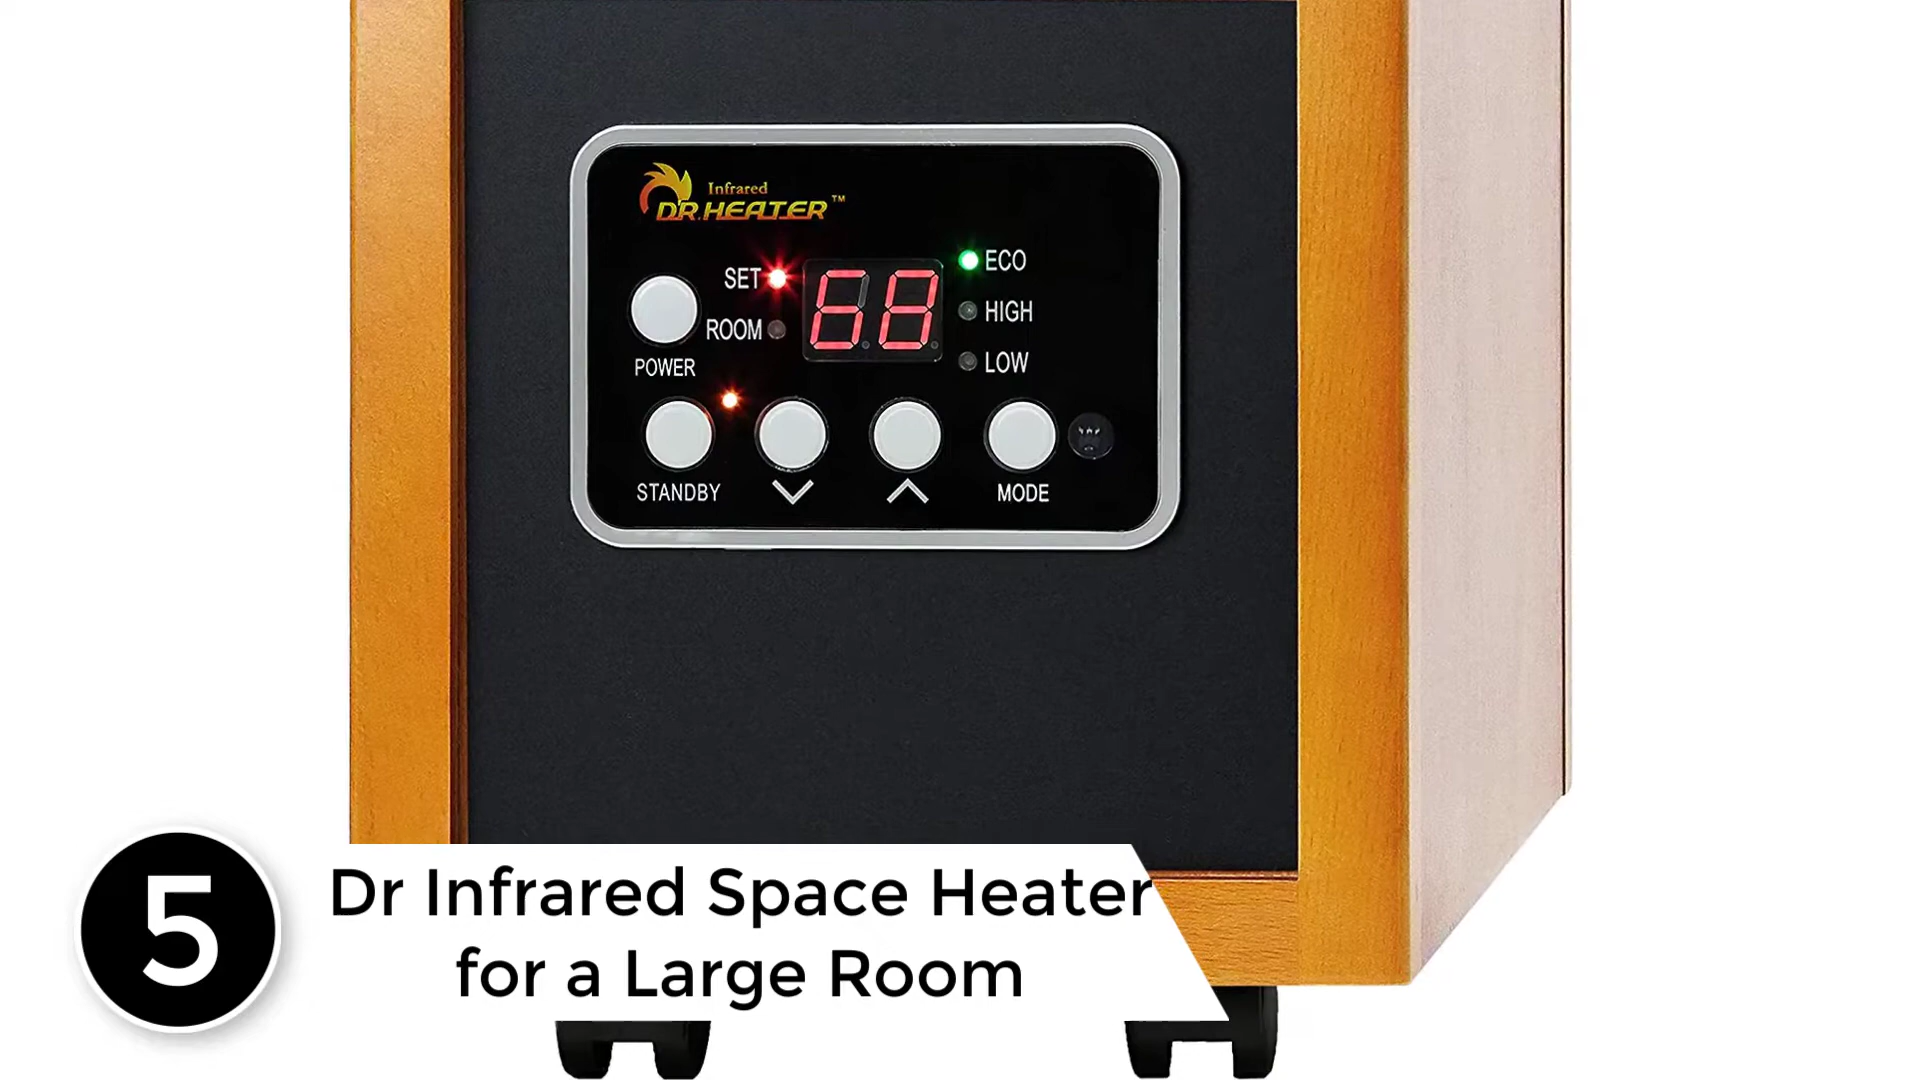 Infrared
DR.HEATER™
SET
68
ECO
ROOM
HIGH
POWER
LOW
STANDBY
MODE
5
Dr Infrared Space Heater
for a Large Room